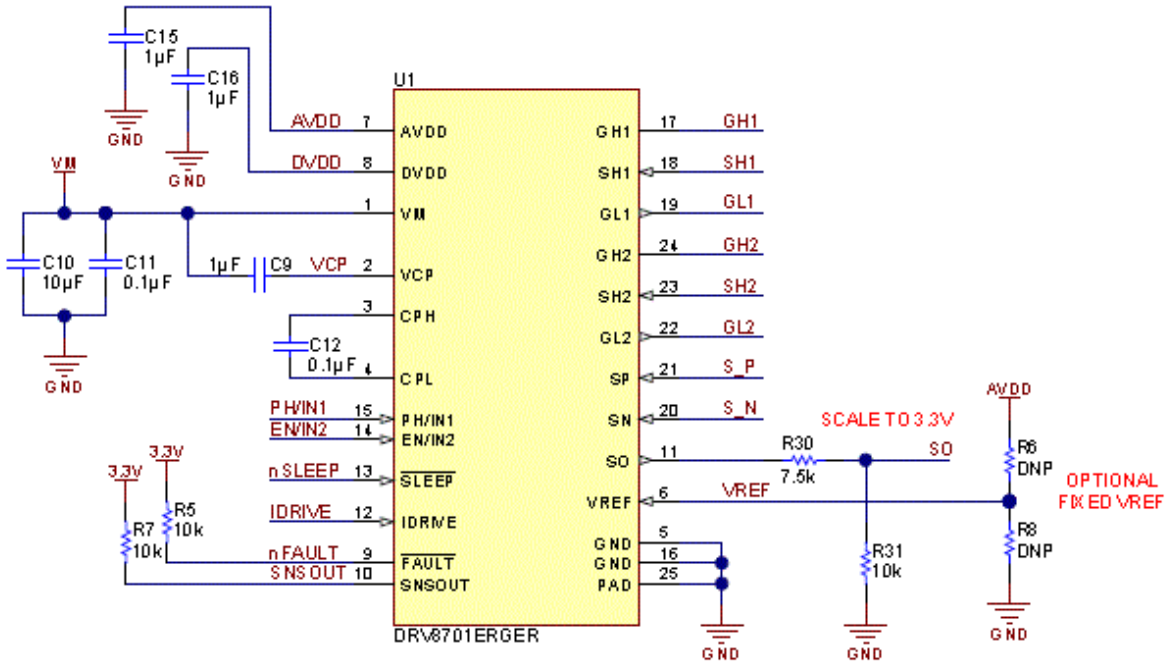 C15
1µF
C16
1µF
GND
GND
U1
AVDD 7 AVDD
DVDD 8 DVDD
VM
1 VM
C10
10µF
C11
0.1µF
1µF C9 VCP 2 VCP
GND
3 CPH
C12
0.1µF
4 CPL
PH/IN1 15 PH/IN1
EN/IN2 14 EN/IN2
nSLEEP 13 SLEEP
IDRIVE 12 IDRIVE
3.3V
3.3V
R5
10k
R7
10k
nFAULT 9 FAULT
SNSOUT 10 SNSOUT
GH1 17 GH1
SH1 18 SH1
GL1 19 GL1
GH2 24 GH2
SH2 23 SH2
GL2 22 GL2
SP 21 S_P
SN 20 S_N
SO 11
R30
7.5k
SCALE TO 3.3V
SO
VREF 6 VREF
AVDD
R6
DNP
OPTIONAL
FIXED VREF
R8
DNP
GND
R31
10k
GND
GND 5
GND 16
PAD 25
GND
DRV8701ERGER